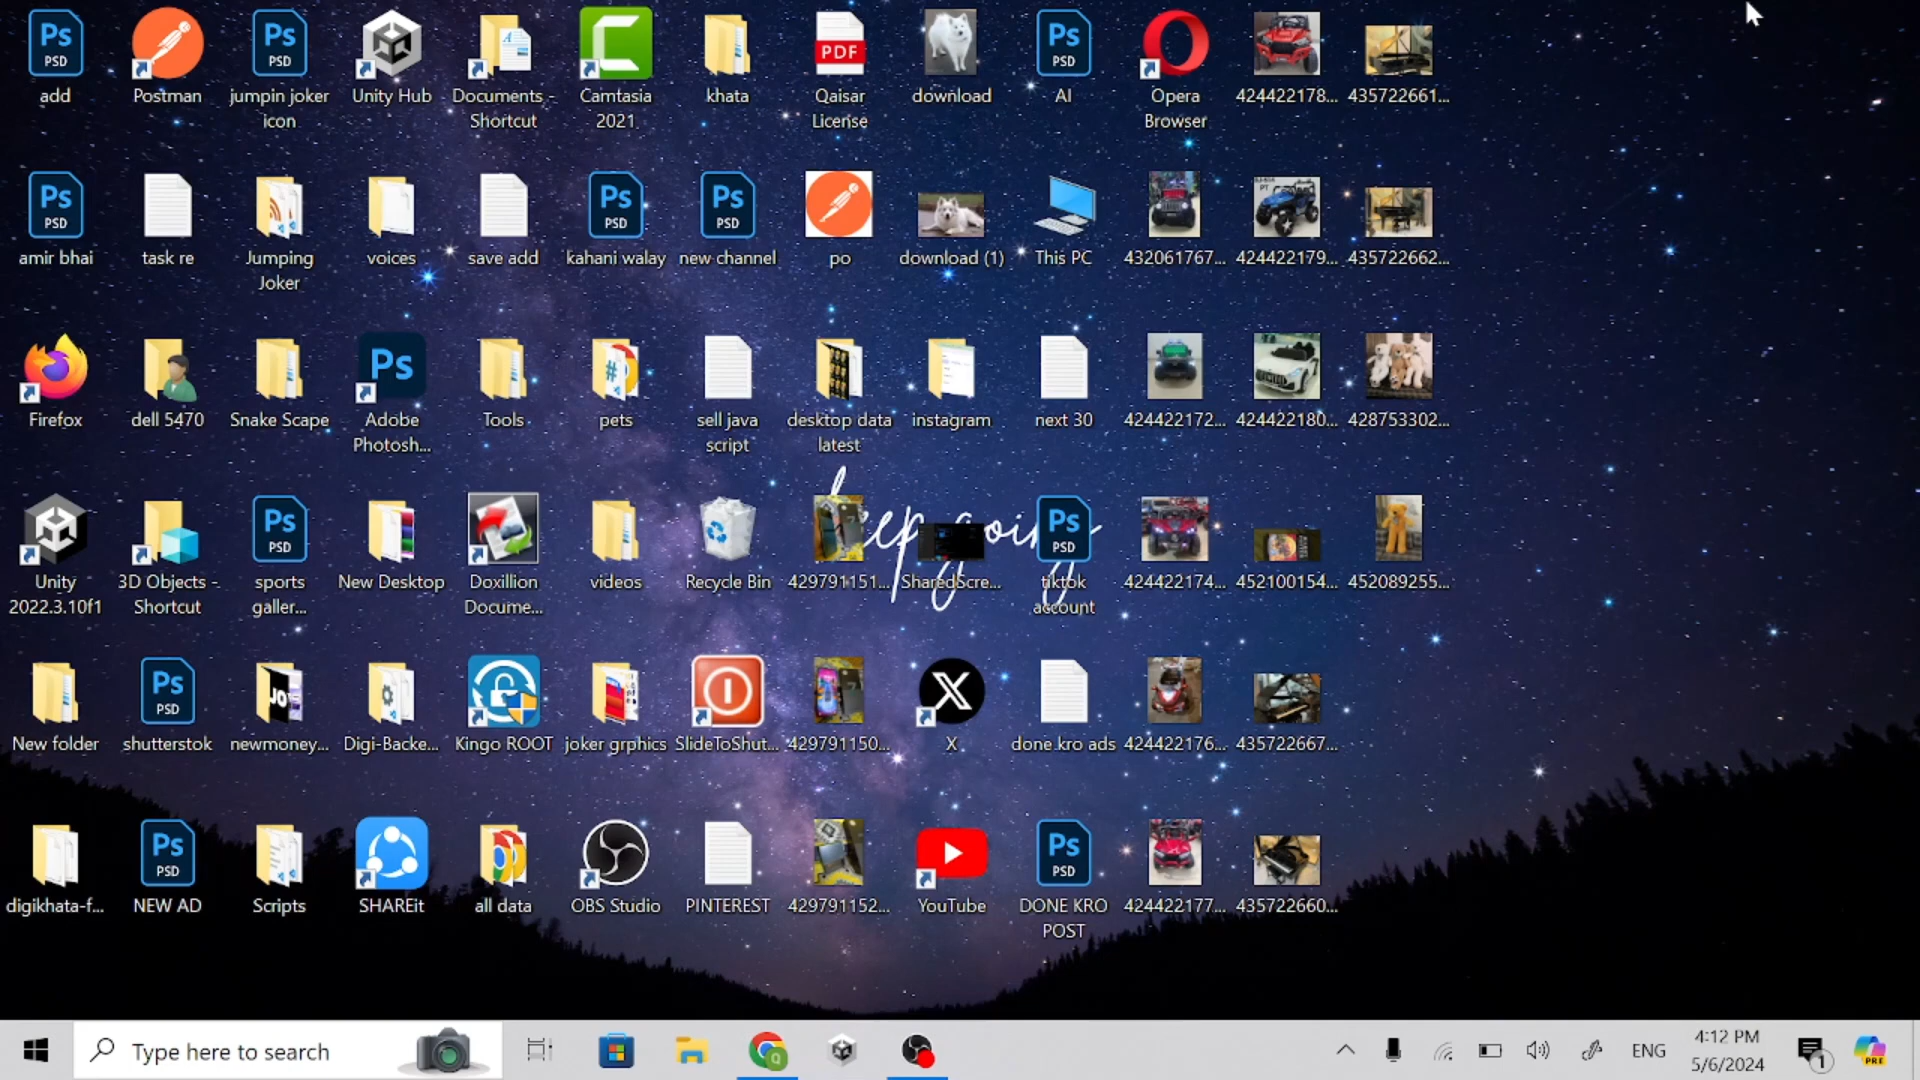 add
Postman
jumpin joker
icon
Unity Hub
Documents -
Shortcut
Camtasia
2021
khata
PDF
Qaisar
License
download
AI
Opera
Browser
424422178...
435722661...
amir bhai
task re
Jumping
Joker
voices
save add
kahani walay
new channel
po
download (1)
This PC
432061767...
424422179...
435722662...
Firefox
dell 5470
Snake Scape
Adobe
Photosh...
Tools
pets
sell java
script
desktop data
latest
instagram
next 30
424422172...
424422180...
428753302...
keep going
Unity
2022.3.10f1
3D Objects -
Shortcut
sports
galler...
New Desktop
Doxillion
Docume...
videos
Recycle Bin
429791151...
SharedScre...
tiktok
account
424422174...
452100154...
452089255...
New folder
shutterstok
newmoney...
Digi-Backe...
Kingo ROOT
joker grphics
SlideToShut...
429791150...
X
done kro ads
424422176...
435722667...
digikhata-f...
NEW AD
Scripts
SHAREit
all data
OBS Studio
PINTEREST
429791152...
YouTube
DONE KRO
POST
424422177...
435722660...
Type here to search
ENG
4:12 PM
5/6/2024
1
PRE